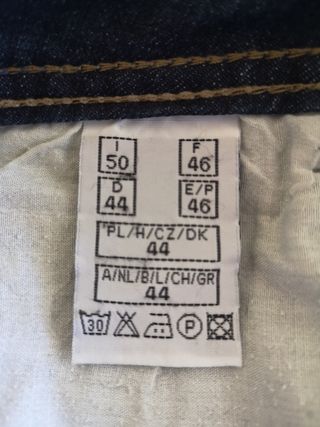 I F
50 46
D E/P
44 46
PL/H/CZ/DK
44
A/NL/B/L/CH/GR
44
30 P